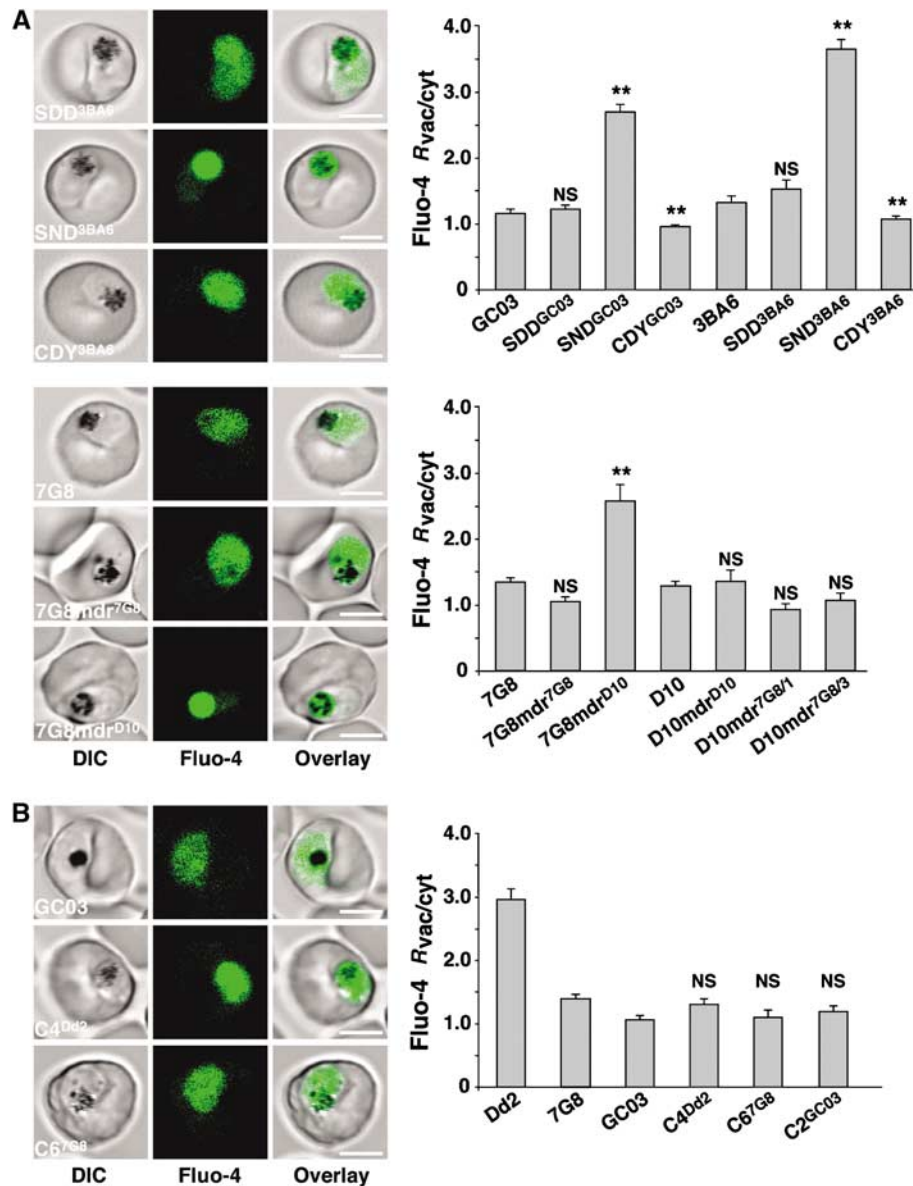 A
SDD3BA6
SND3BA6
CDY3BA6
7G8
7G8mdr7G8
7G8mdrD10
DIC Fluo-4 Overlay
Fluo-4 Rvac/cyt
4.0
3.0
2.0
1.0
0
NS
**
**
NS
**
**
GC03
SDDGC03
SNDGC03
CDYGC03
3BA6
SDD3BA6
SND3BA6
CDY3BA6
Fluo-4 Rvac/cyt
4.0
3.0
2.0
1.0
0
NS
**
NS
NS
NS
7G8
7G8mdr7G8
7G8mdrD10
D10
D10mdrD10
D10mdr7G8/1
D10mdr7G8/3
B
GC03
C4Dd2
C67G8
DIC Fluo-4 Overlay
Fluo-4 Rvac/cyt
4.0
3.0
2.0
1.0
0
NS
NS
NS
Dd2
7G8
GC03
C4Dd2
C67G8
C2GC03